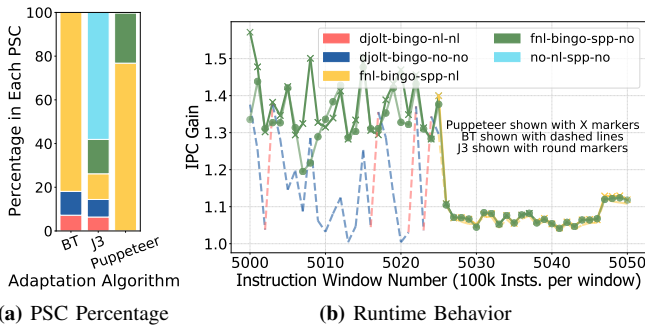 Percentage in Each PSC
100
80
60
40
20
0
BT
J3
Puppeteer
Adaptation Algorithm
(a) PSC Percentage
IPC Gain
1.6
1.5
1.4
1.3
1.2
1.1
1.0
djolt-bingo-nl-nl
djolt-bingo-no-no
fnl-bingo-spp-nl
fnl-bingo-spp-no
no-nl-spp-no
Puppeteer shown with X markers
BT shown with dashed lines
J3 shown with round markers
5000
5010
5020
5030
5040
5050
Instruction Window Number (100k Insts. per window)
(b) Runtime Behavior